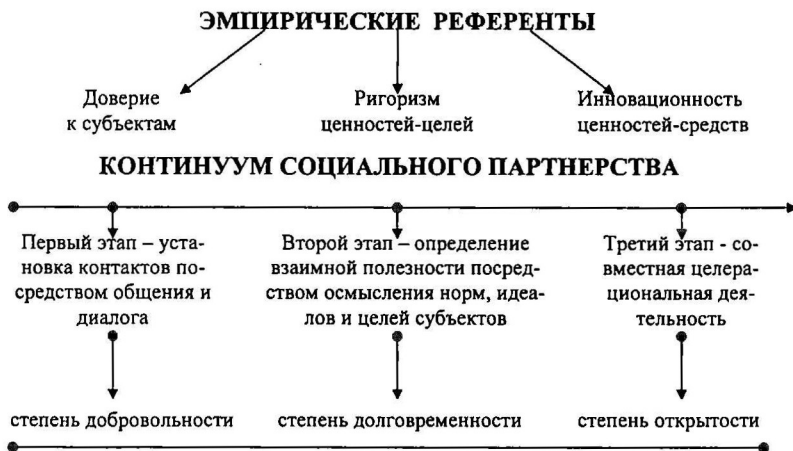 ЭМПИРИЧЕСКИЕ РЕФЕРЕНТЫ
Доверие
к субъектам
Ригоризм
ценностей-целей
Инновационность
ценностей-средств
КОНТИНУУМ СОЦИАЛЬНОГО ПАРТНЕРСТВА
Первый этап – уста-
новка контактов по-
средством общения и
диалога
Второй этап – определение
взаимной полезности посред-
ством осмысления норм, идеа-
лов и целей субъектов
Третий этап - со-
вместная целера-
циональная дея-
тельность
степень добровольности
степень долговременности
степень открытости